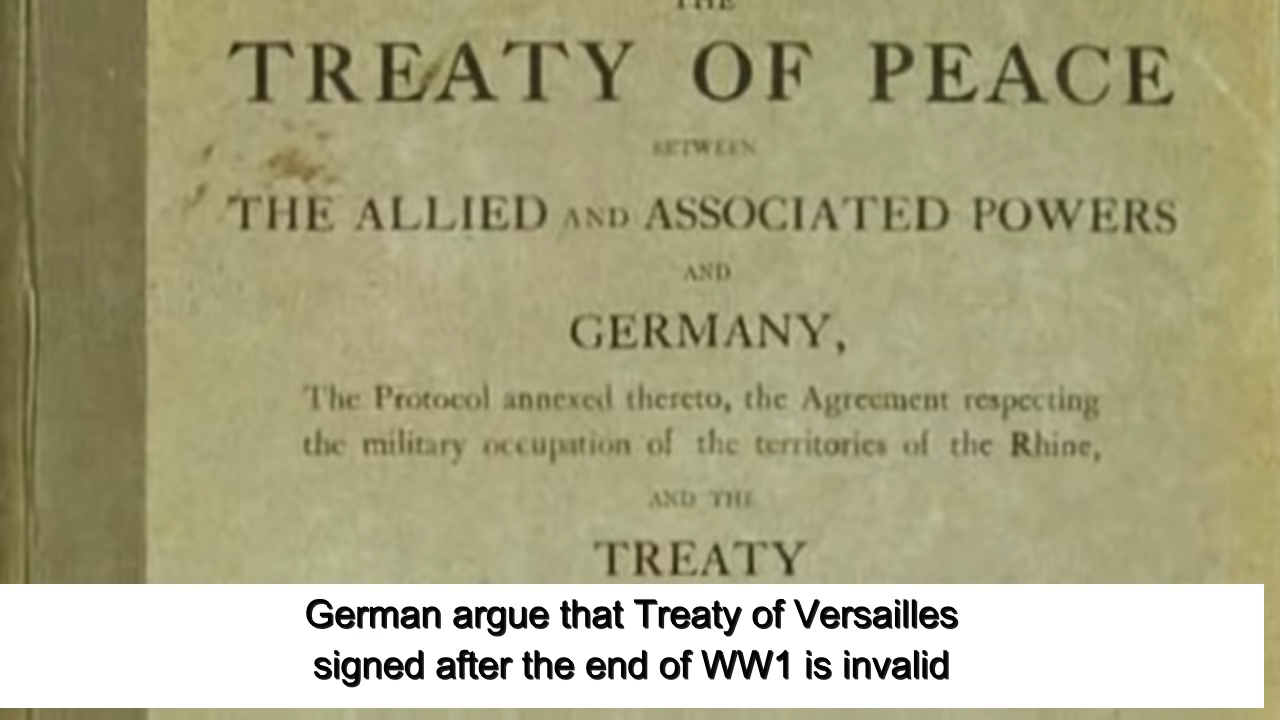 THE
TREATY OF PEACE
BETWEEN
THE ALLIED AND ASSOCIATED POWERS
AND
GERMANY,
The Protocol annexed thereto, the Agreement respecting
the military occupation of the territories of the Rhine,
AND THE
TREATY
German argue that Treaty of Versailles
signed after the end of WW1 is invalid